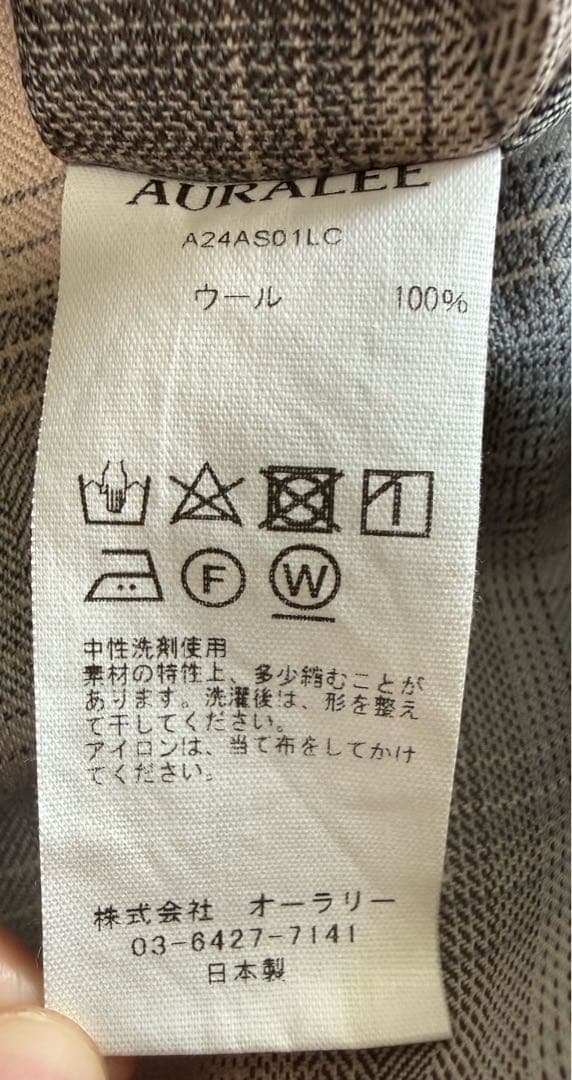 AURALEE
A24AS01LC
ウール 100%
F W
中性洗剤使用
素材の特性上、多少縮むことが
あります。洗濯後は、形を整え
て干してください。
アイロンは、当て布をしてかけ
てください。
株式会社 オーラリー
03-6427-7141
日本製